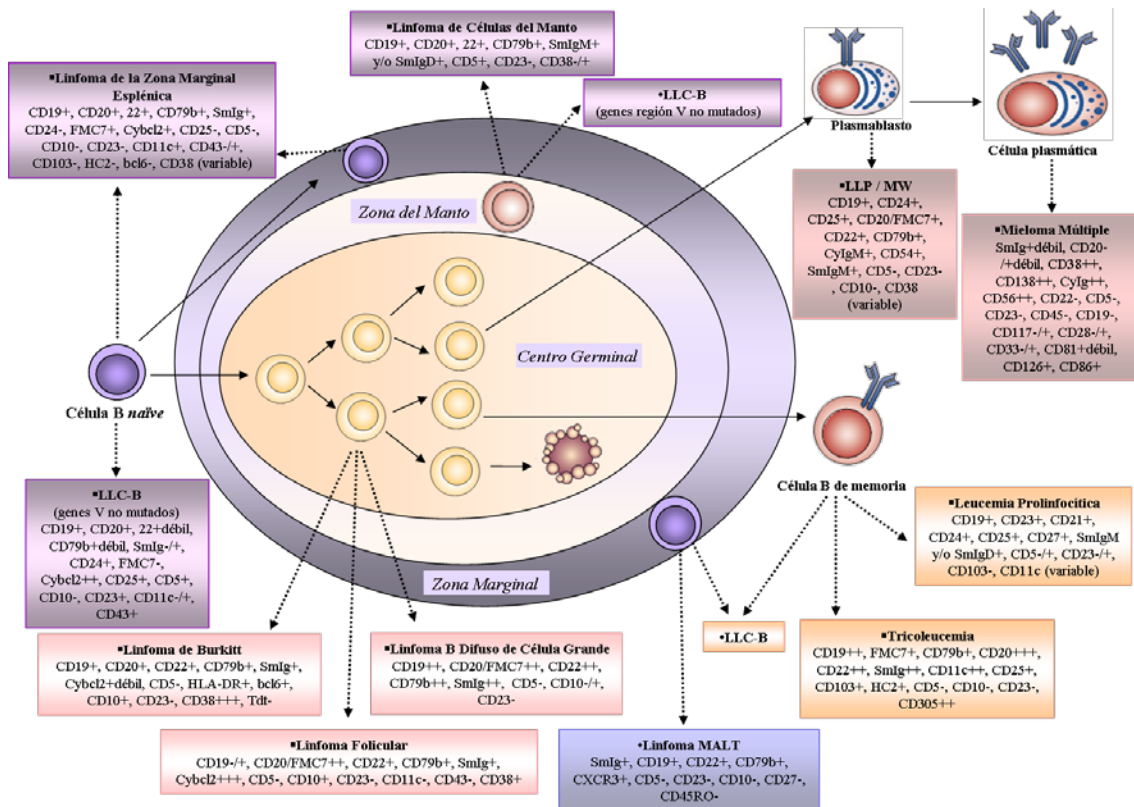 ▪Linfoma de Células del Manto
CD19+, CD20+, 22+, CD79b+, SmIgM+
y/o SmIgD+, CD5+, CD23-, CD38-/+
▪Linfoma de la Zona Marginal
Esplénica
CD19+, CD20+, 22+, CD79b+, SmIg+,
CD24-, FMC7+, Cybcl2+, CD25-, CD5-,
CD10-, CD23-, CD11c+, CD43-/+,
CD103-, HC2-, bcl6-, CD38 (variable)
•LLC-B
(genes región V no mutados)
Plasmablasto
Célula plasmática
▪LLP / MW
CD19+, CD24+,
CD25+, CD20/FMC7+,
CD22+, CD79b+,
CyIgM+, CD54+,
SmIgM+, CD5-, CD23-
, CD10-, CD38
(variable)
▪Mieloma Múltiple
SmIg+débil, CD20-
/+débil, CD38++,
CD138++, CyIg++,
CD56++, CD22-, CD5-,
CD23-, CD45-, CD19-,
CD117-/+, CD28-/+,
CD33-/+, CD81+débil,
CD126+, CD86+
Zona del Manto
Centro Germinal
Zona Marginal
Célula B naïve
▪LLC-B
(genes V no mutados)
CD19+, CD20+, 22+débil,
CD79b+débil, SmIg-/+,
CD24+, FMC7-,
Cybcl2++, CD25+, CD5+,
CD10-, CD23+, CD11c-/+,
CD43+
Célula B de memoria
▪Leucemia Prolinfocítica
CD19+, CD23+, CD21+,
CD24+, CD25+, CD27+, SmIgM
y/o SmIgD+, CD5-/+, CD23-/+,
CD103-, CD11c (variable)
▪Linfoma de Burkitt
CD19+, CD20+, CD22+, CD79b+, SmIg+,
Cybcl2+débil, CD5-, HLA-DR+, bcl6+,
CD10+, CD23-, CD38+++, Tdt-
▪Linfoma B Difuso de Célula Grande
CD19++, CD20/FMC7++, CD22++,
CD79b++, SmIg++, CD5-, CD10-/+,
CD23-
•LLC-B
▪Tricoleucemia
CD19++, FMC7+, CD79b+, CD20+++,
CD22++, SmIg++, CD11c++, CD25+,
CD103+, HC2+, CD5-, CD10-, CD23-,
CD305++
▪Linfoma Folicular
CD19-/+, CD20/FMC7++, CD22+, CD79b+, SmIg+,
Cybcl2+++, CD5-, CD10+, CD23-, CD11c-, CD43-, CD38+
•Linfoma MALT
SmIg+, CD19+, CD22+, CD79b+,
CXCR3+, CD5-, CD23-, CD10-, CD27-,
CD45RO-